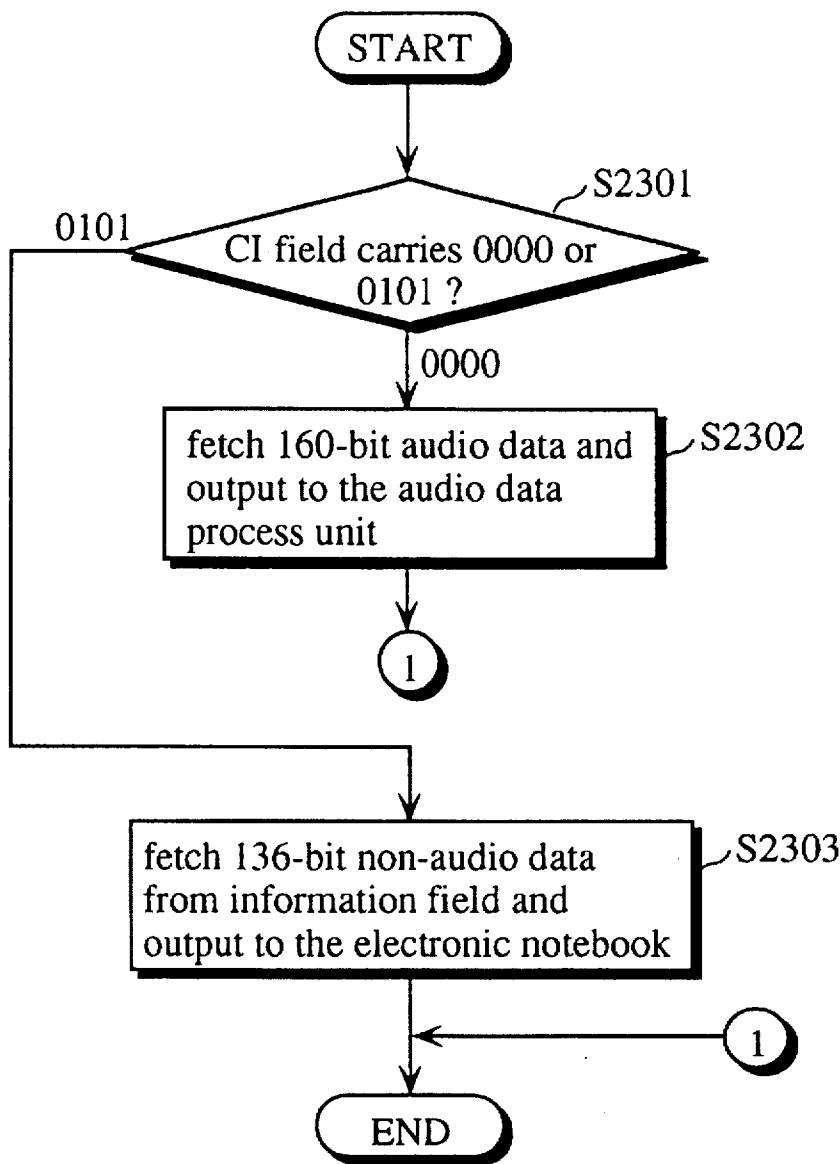 START
S2301
0101
CI field carries 0000 or
0101 ?
0000
S2302
fetch 160-bit audio data and
output to the audio data
process unit
1
S2303
fetch 136-bit non-audio data
from information field and
output to the electronic notebook
1
END